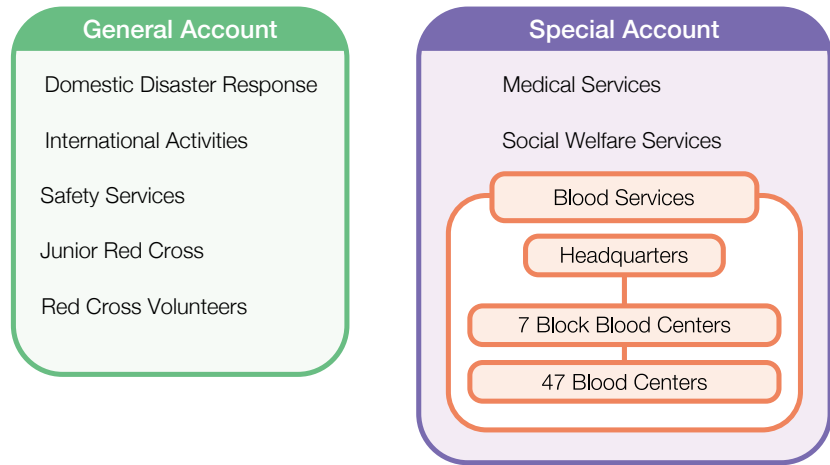 General Account
Domestic Disaster Response
International Activities
Safety Services
Junior Red Cross
Red Cross Volunteers
Special Account
Medical Services
Social Welfare Services
Blood Services
Headquarters
7 Block Blood Centers
47 Blood Centers